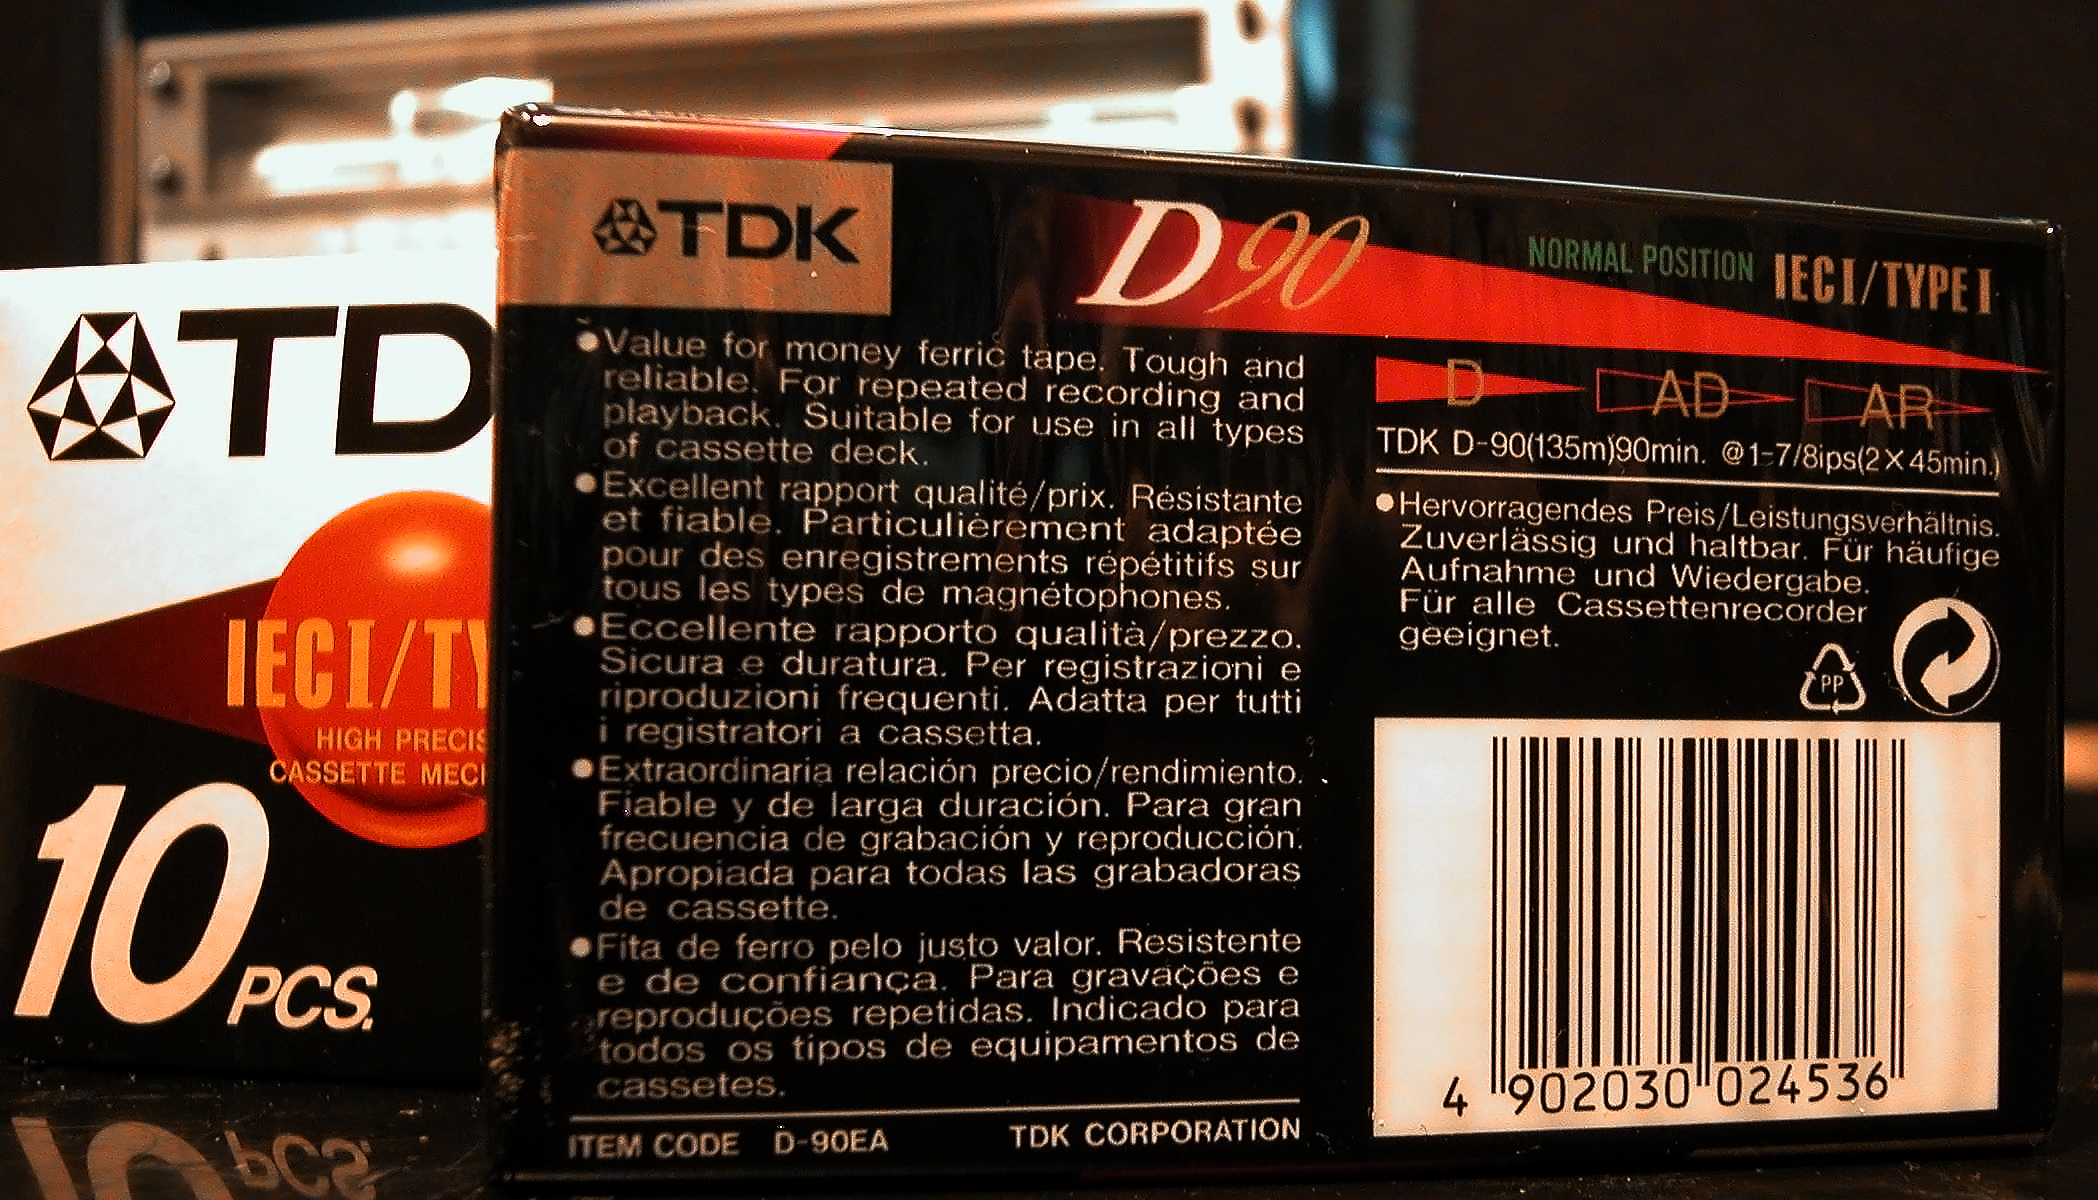 TDK
D90
NORMAL POSITION IEC I/TYPE I
•Value for money ferric tape. Tough and
reliable. For repeated recording and
playback. Suitable for use in all types
of cassette deck.
•Excellent rapport qualité/prix. Résistante
et fiable. Particulièrement adaptée
pour des enregistrements répétitifs sur
tous les types de magnétophones.
•Eccellente rapporto qualità/prezzo.
Sicura e duratura. Per registrazioni e
riproduzioni frequenti. Adatta per tutti
i registratori a cassetta.
•Extraordinaria relación precio/rendimiento.
Fiable y de larga duración. Para gran
frecuencia de grabación y reproducción.
Apropiada para todas las grabadoras
de cassette.
•Fita de ferro pelo justo valor. Resistente
e de confiança. Para gravações e
reproduções repetidas. Indicado para
todos os tipos de equipamentos de
cassetes.
ITEM CODE D-90EA TDK CORPORATION
D AD AR
TDK D-90(135m)90min. @1-7/8ips(2×45min.)
•Hervorragendes Preis/Leistungsverhältnis.
Zuverlässig und haltbar. Für häufige
Aufnahme und Wiedergabe.
Für alle Cassettenrecorder
geeignet.
PP
4 902030 024536
TD
IEC I/TY
HIGH PRECIS
CASSETTE MEC
10 PCS.